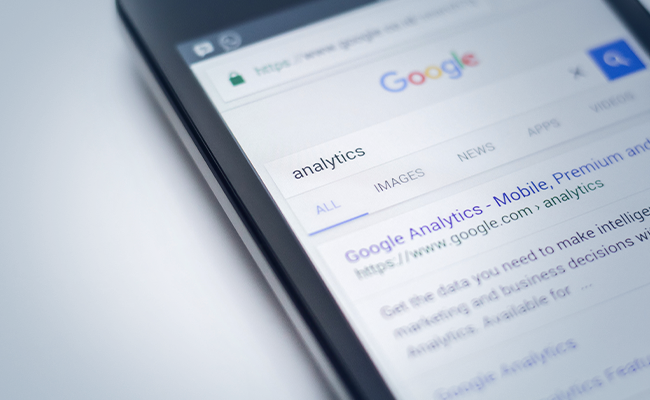 https://www.google.co.uk/search?q
Google
analytics
ALL IMAGES NEWS APPS VIDEOS
Google Analytics - Mobile, Premium and
https://www.google.com › analytics
Get the data you need to make intellige
marketing and business decisions wi
Analytics. Available for ...
Google Analytics
Analytics Featu